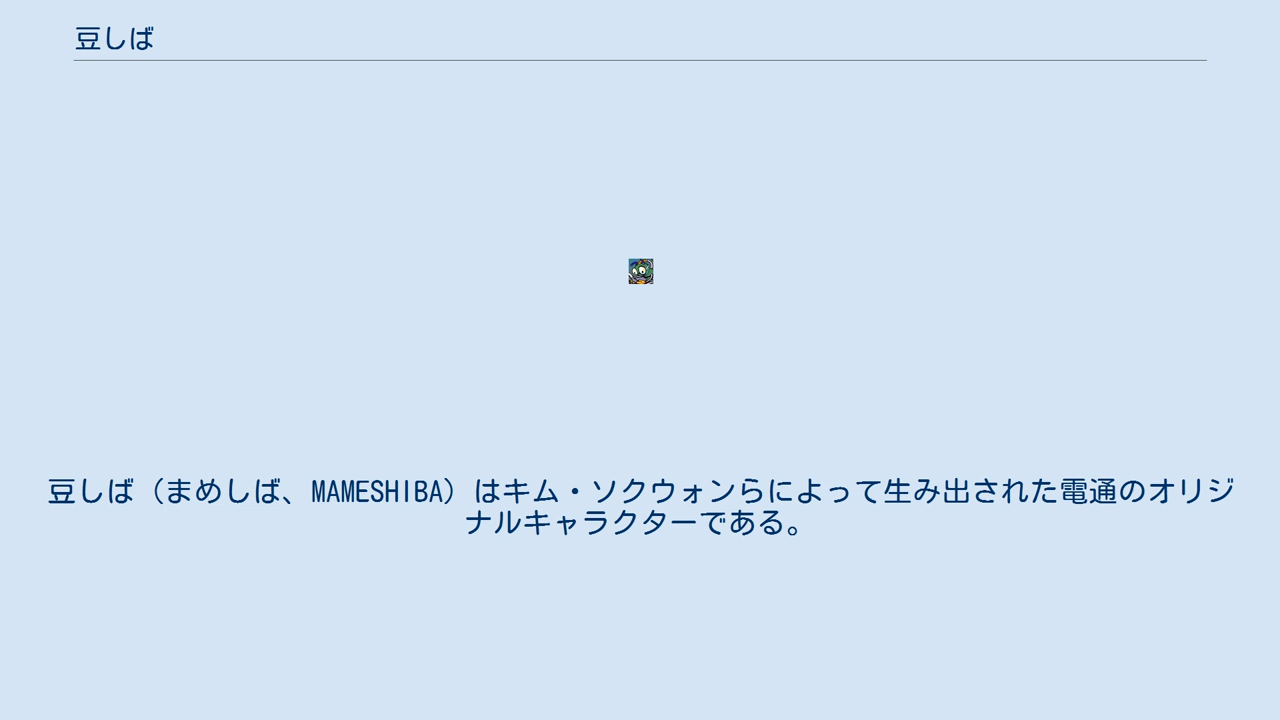 豆しば
豆しば（まめしば、MAMESHIBA）はキム・ソクウォンらによって生み出された電通のオリジ
ナルキャラクターである。